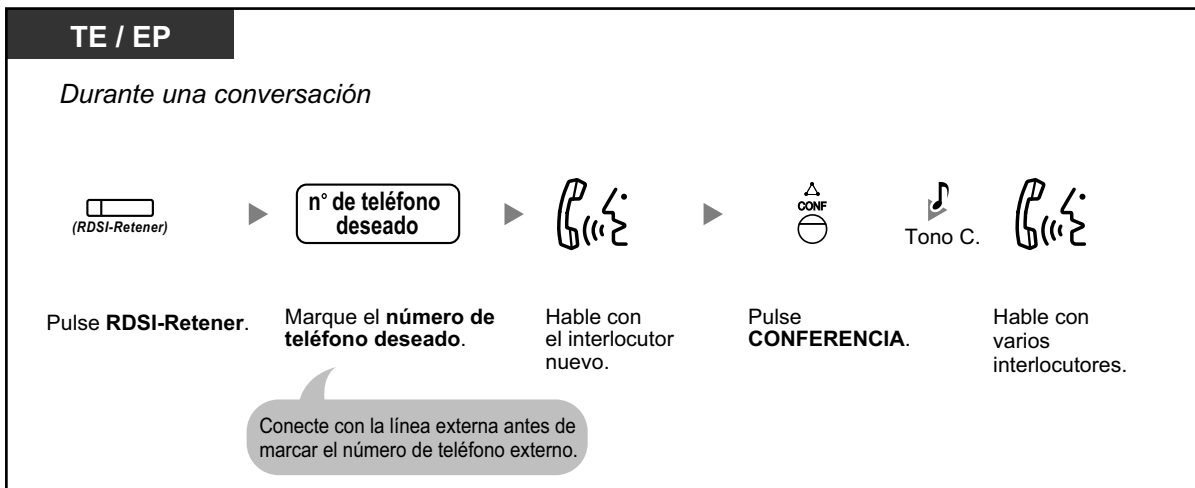 TE / EP
Durante una conversación
(RDSI-Retener)
n° de teléfono
deseado
CONF
Tono C.
Pulse RDSI-Retener.
Marque el número de
teléfono deseado.
Hable con
el interlocutor
nuevo.
Pulse
CONFERENCIA.
Hable con
varios
interlocutores.
Conecte con la línea externa antes de
marcar el número de teléfono externo.